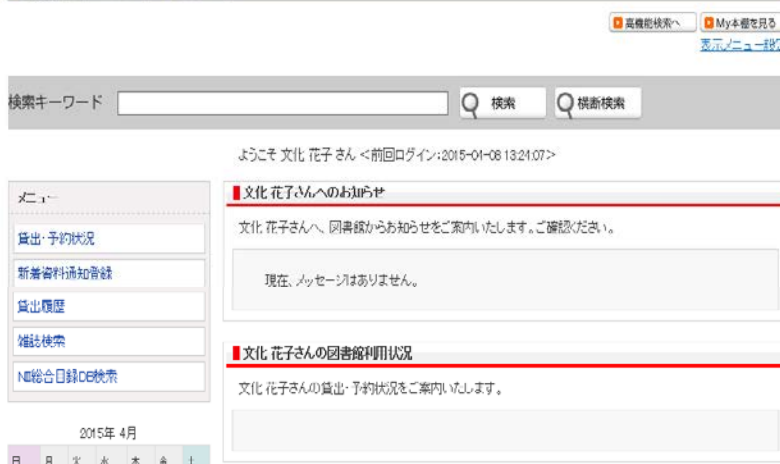 高機能検索へ
My本棚を見る
表示メニュー設定
検索キーワード
検索
横断検索
ようこそ 文化 花子 さん <前回ログイン:2015-04-08 13:24:07>
メニュー
貸出・予約状況
新着資料通知登録
貸出履歴
雑誌検索
NII総合目録DB検索
2015年 4月
日 月 火 水 木 金 土
文化 花子さんへのお知らせ
文化 花子さんへ、図書館からお知らせをご案内いたします。ご確認ください。
現在、メッセージはありません。
文化 花子さんの図書館利用状況
文化 花子さんの貸出・予約状況をご案内いたします。